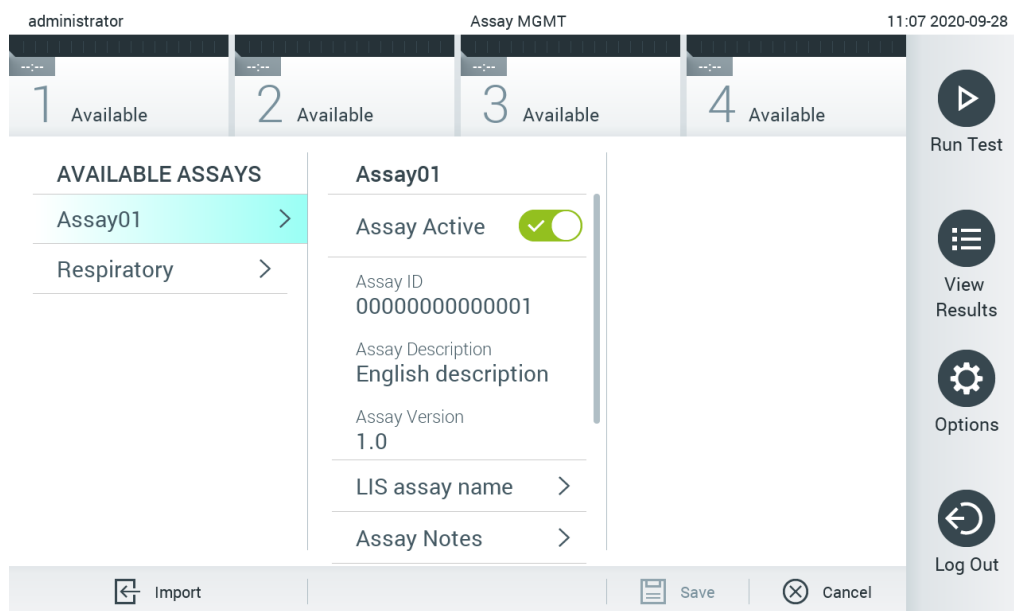 administrator
Assay MGMT
11:07 2020-09-28
--:--
1 Available
--:--
2 Available
--:--
3 Available
--:--
4 Available
AVAILABLE ASSAYS
Assay01
Respiratory
Assay01
Assay Active
Assay ID
00000000000001
Assay Description
English description
Assay Version
1.0
LIS assay name
Assay Notes
Run Test
View
Results
Options
Log Out
Import
Save
Cancel